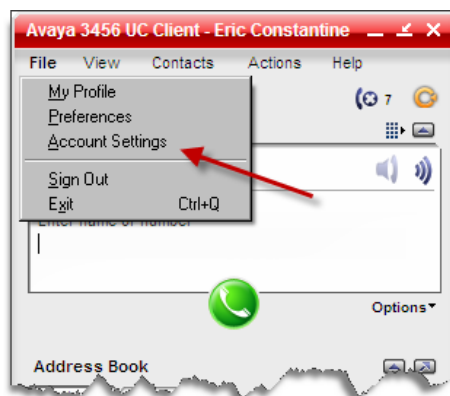 Avaya 3456 UC Client - Eric Constantine
File View Contacts Actions Help
My Profile
Preferences
Account Settings
Sign Out
Exit Ctrl+Q
7
Enter name or number
Options
Address Book